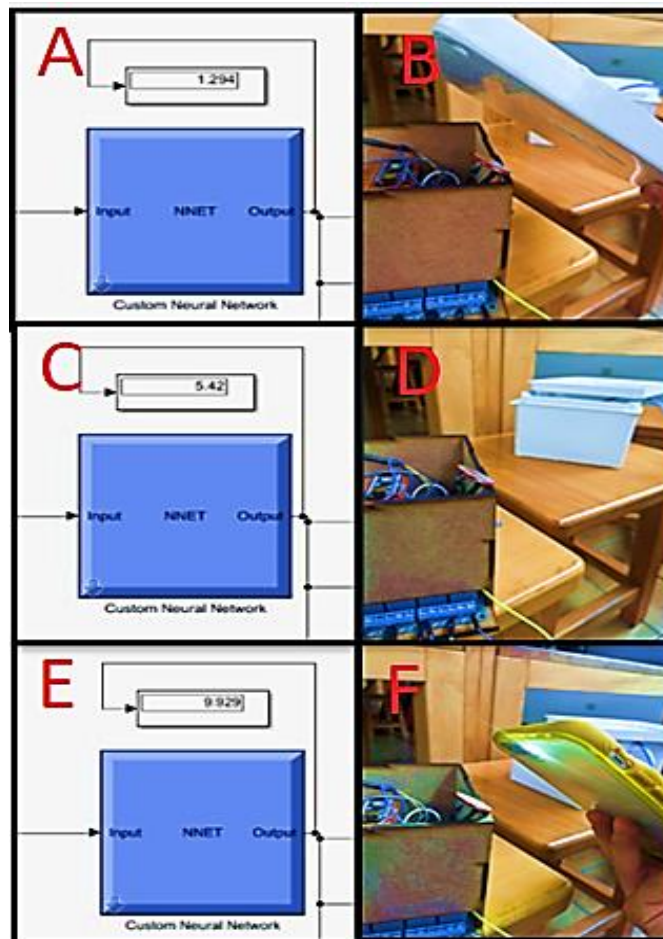 A
1.294
B
Input NNET Output
Custom Neural Network
C
5.42
D
Input NNET Output
Custom Neural Network
E
9.929
F
Input NNET Output
Custom Neural Network